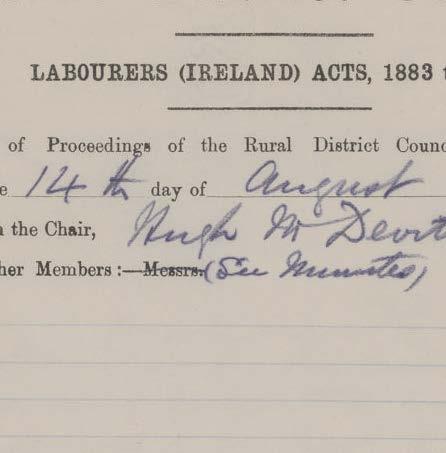 LABOURERS (IRELAND) ACTS, 1883 t
of Proceedings of the Rural District Counc
e 14th day of August
n the Chair, Hugh McDevitt
her Members :—Messrs. (See Minutes)